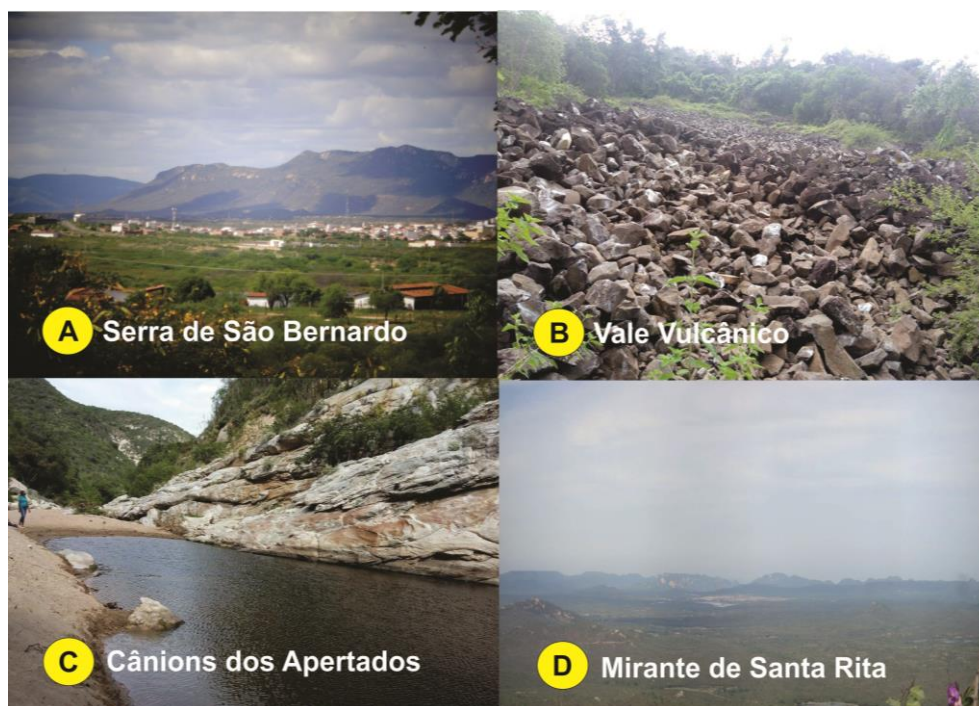 A Serra de São Bernardo
B Vale Vulcânico
C Cânions dos Apertados
D Mirante de Santa Rita